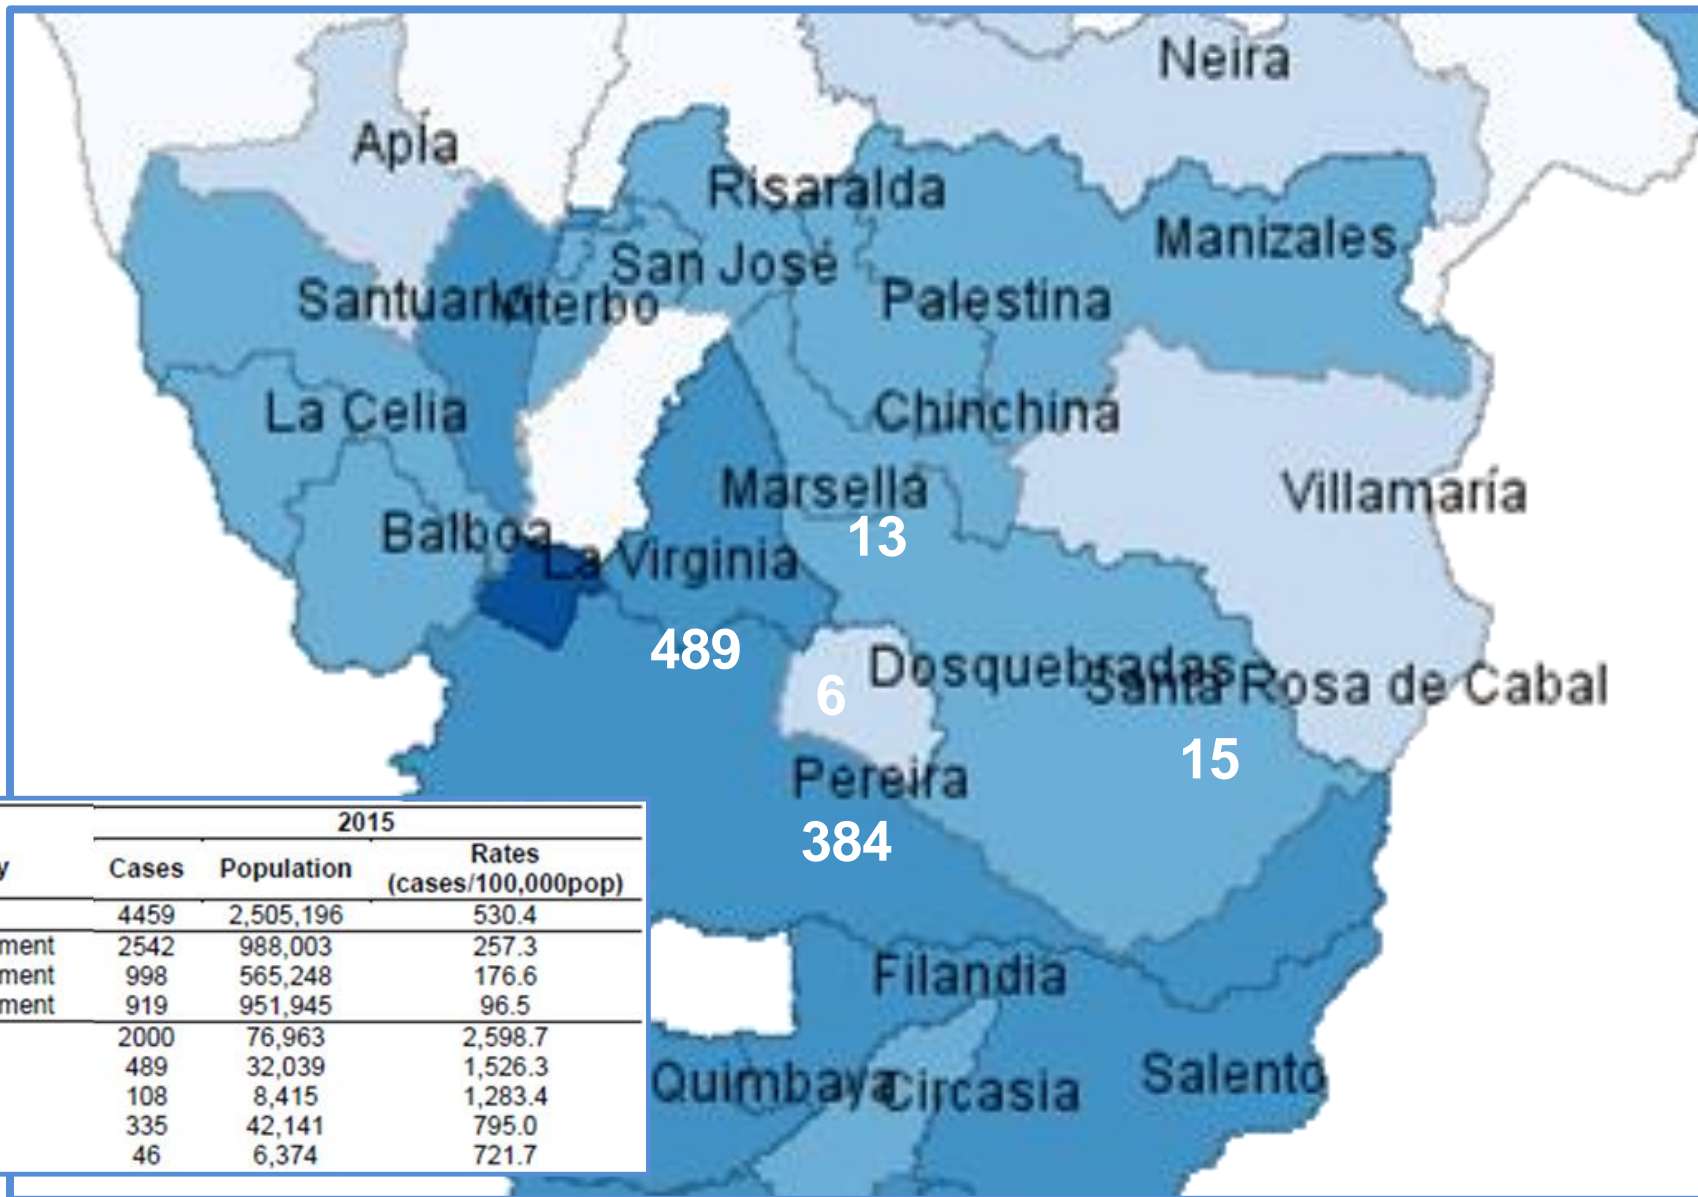 Neira
Apía
Risaralda
Manizales
San José
Santuario
Viterbo
Palestina
La Celia
Chinchiná
Marsella
Villamaría
Balboa
13
La Virginia
489
Dosquebradas
6
Santa Rosa de Cabal
15
Pereira
384
Filandia
Quimbaya
Circasia
Salento
2015
y Cases Population Rates
(cases/100,000pop)
4459 2,505,196 530.4
ment 2542 988,003 257.3
ment 998 565,248 176.6
ment 919 951,945 96.5
2000 76,963 2,598.7
489 32,039 1,526.3
108 8,415 1,283.4
335 42,141 795.0
46 6,374 721.7